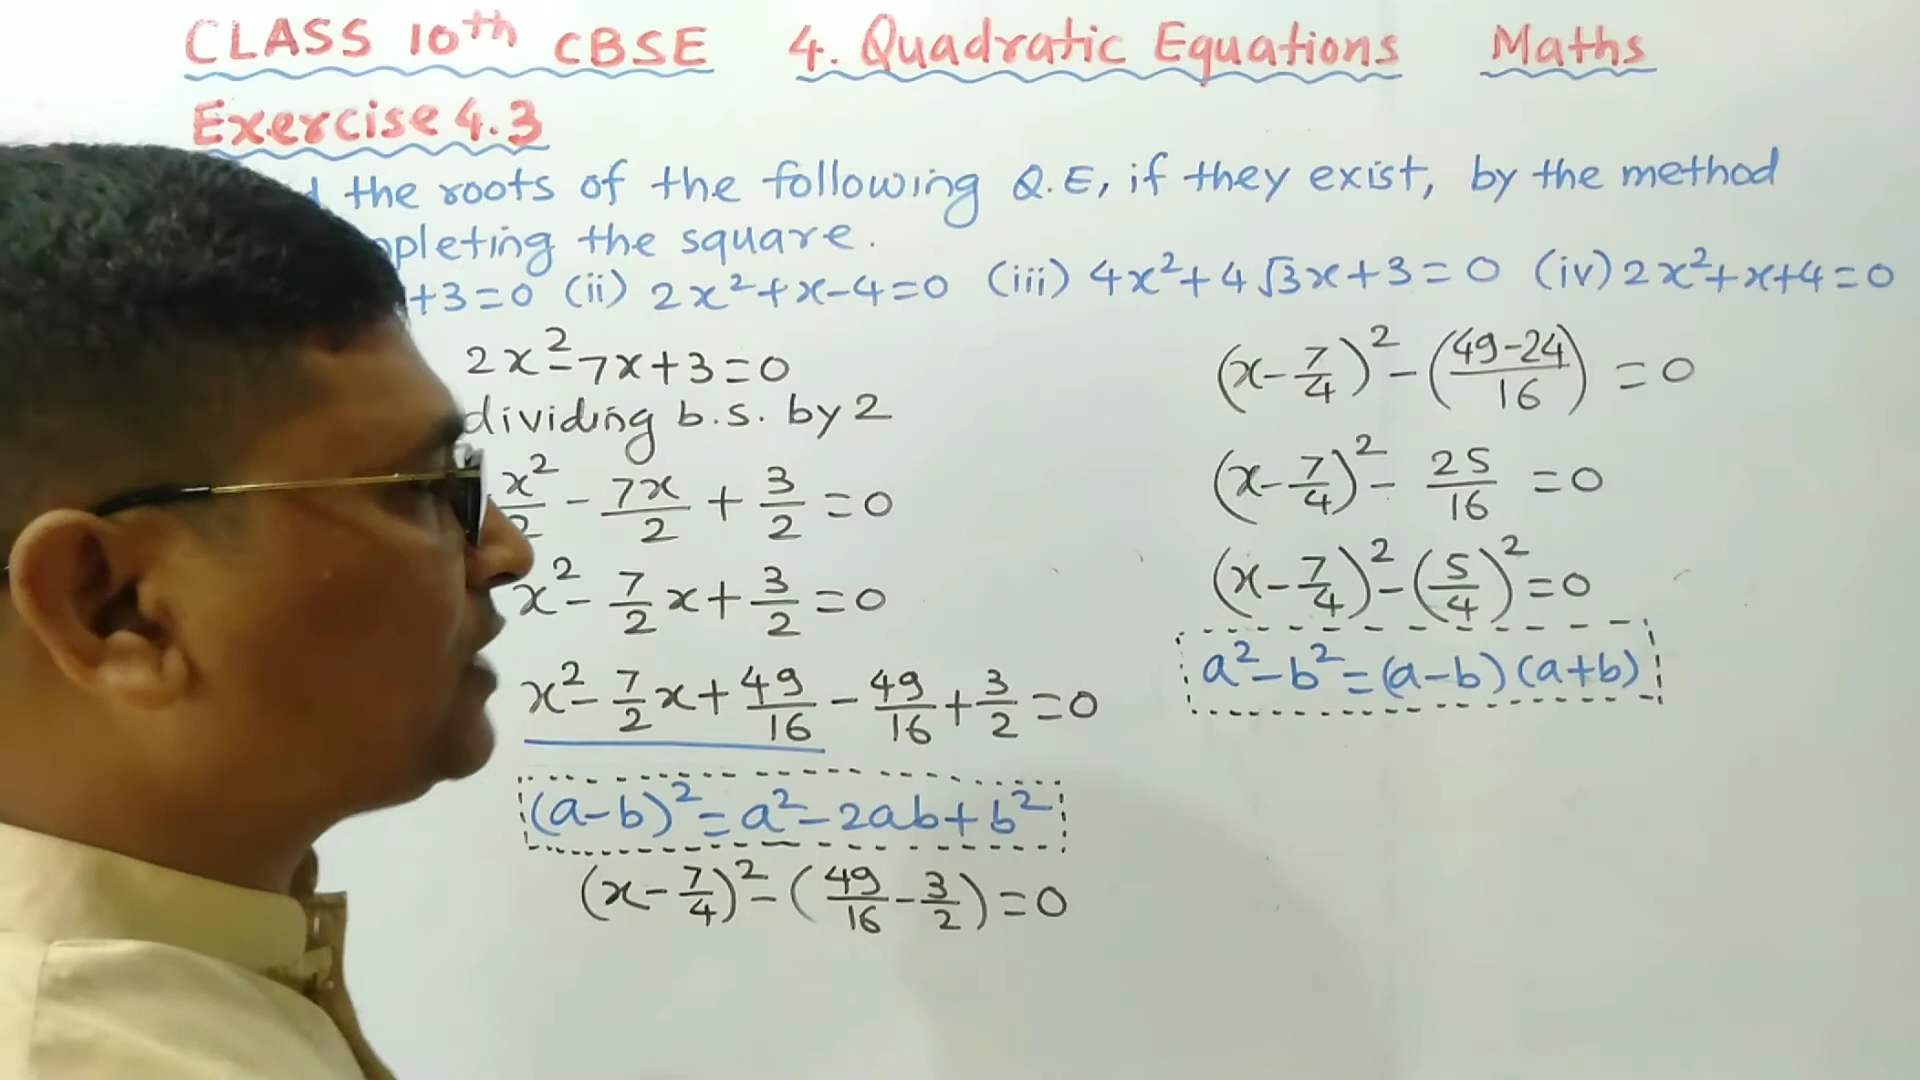 CLASS 10th CBSE 4. Quadratic Equations Maths
Exercise 4.3
the roots of the following Q.E, if they exist, by the method
pleting the square.
+3=0 (ii) 2x²+x-4=0 (iii) 4x²+4√3x+3=0 (iv) 2x²+x+4=0
2x²-7x+3=0
dividing b.s. by 2
x²/2 - 7x/2 + 3/2 = 0
x² - 7/2 x + 3/2 = 0
x² - 7/2 x + 49/16 - 49/16 + 3/2 = 0
(a-b)² = a² - 2ab + b²
(x - 7/4)² - (49/16 - 3/2) = 0
(x - 7/4)² - (49-24/16) = 0
(x - 7/4)² - 25/16 = 0
(x - 7/4)² - (5/4)² = 0
a² - b² = (a-b)(a+b)